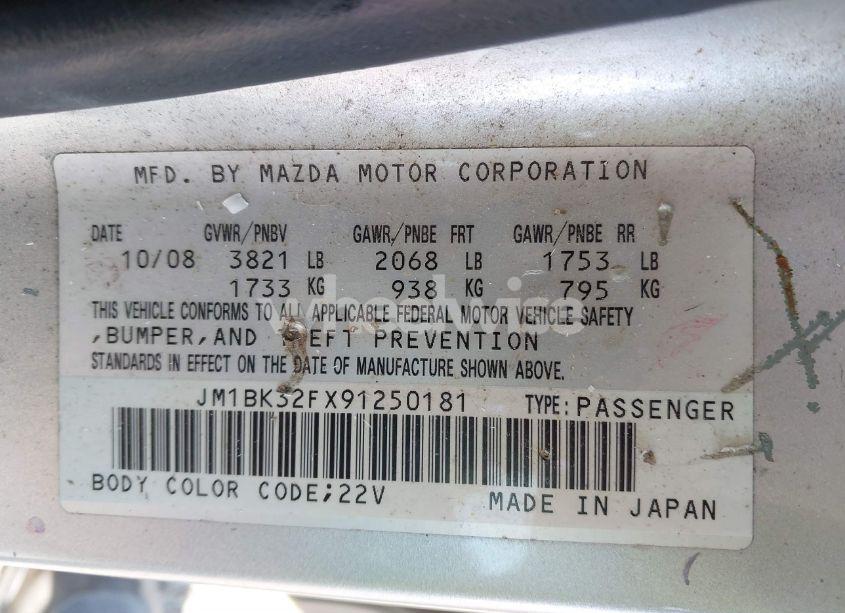 MFD. BY MAZDA MOTOR CORPORATION
DATE GVWR/PNBV GAWR/PNBE FRT GAWR/PNBE RR
10/08 3821 LB 2068 LB 1753 LB
1733 KG 938 KG 795 KG
wheelwise
THIS VEHICLE CONFORMS TO ALL APPLICABLE FEDERAL MOTOR VEHICLE SAFETY
,BUMPER,AND THEFT PREVENTION
STANDARDS IN EFFECT ON THE DATE OF MANUFACTURE SHOWN ABOVE.
JM1BK32FX91250181 TYPE:PASSENGER
BODY COLOR CODE;22V MADE IN JAPAN